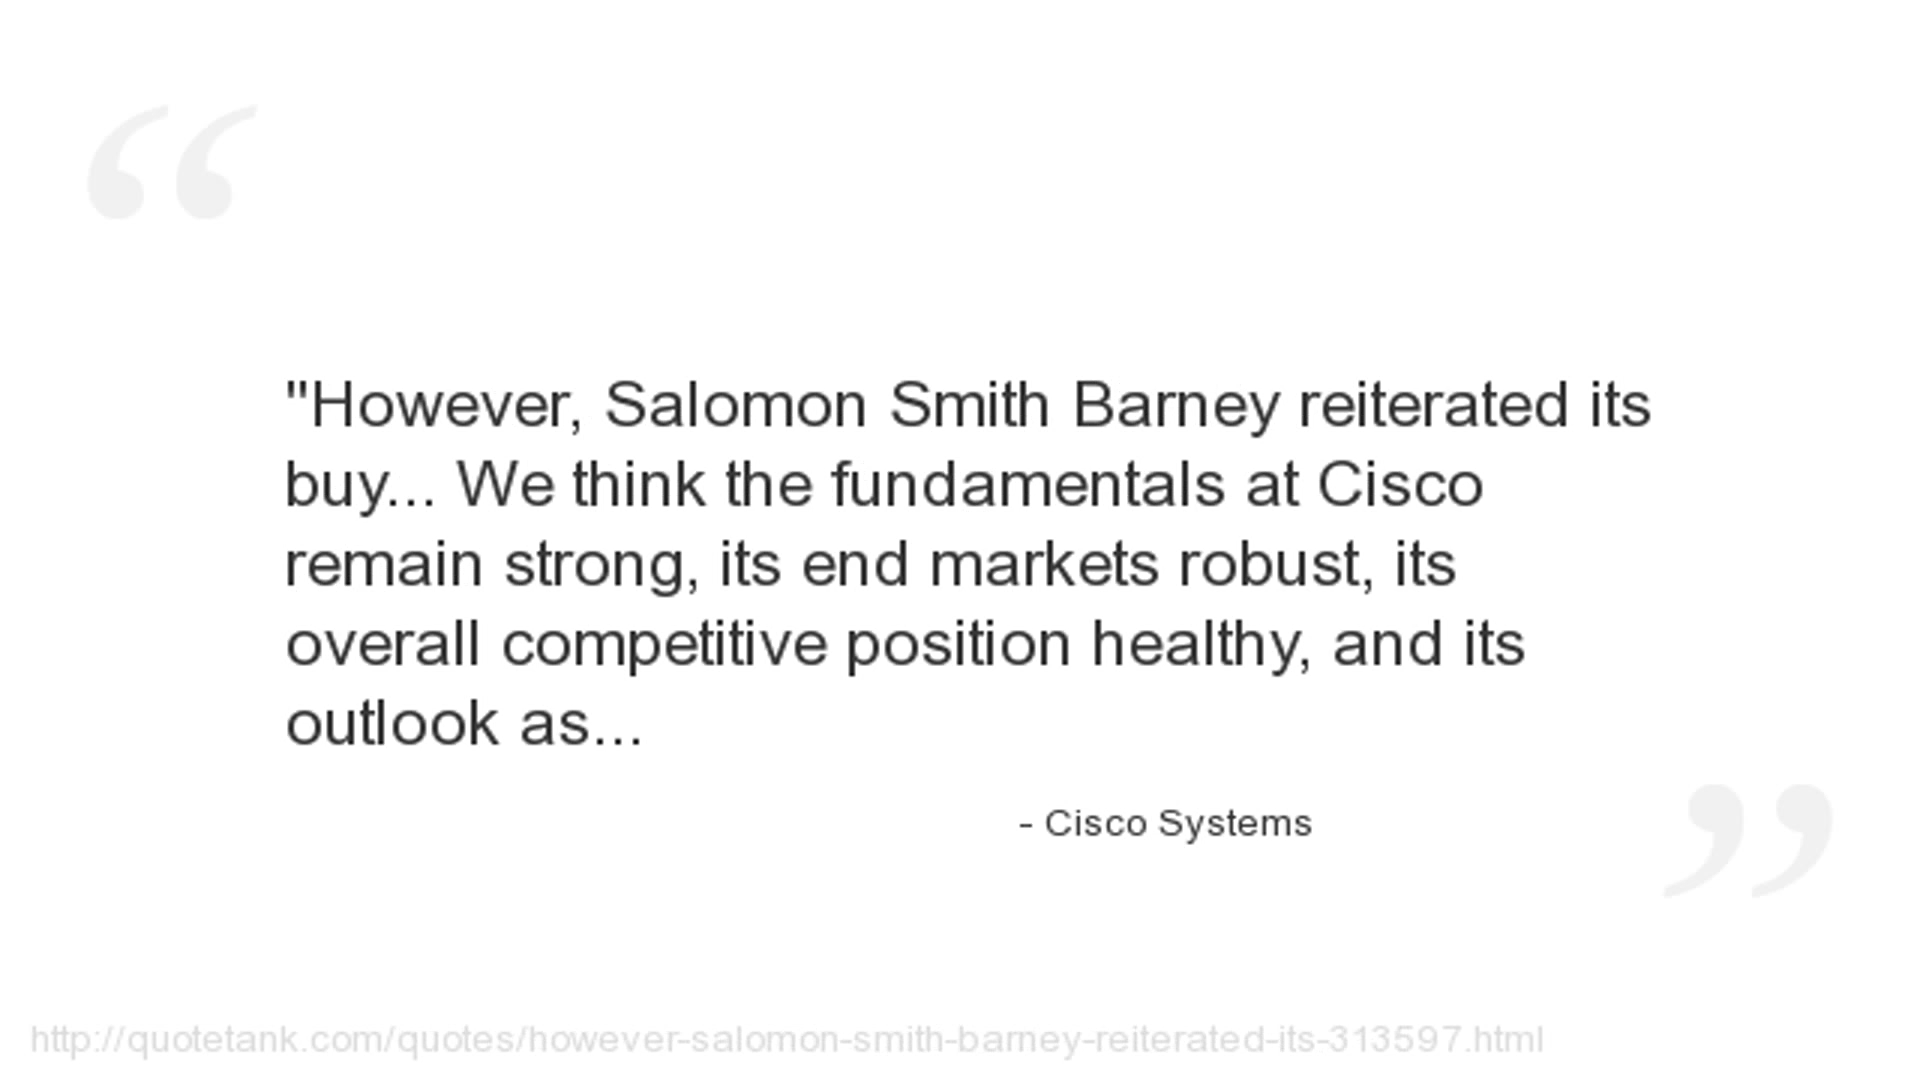 "However, Salomon Smith Barney reiterated its
buy... We think the fundamentals at Cisco
remain strong, its end markets robust, its
overall competitive position healthy, and its
outlook as...
- Cisco Systems
http://quotetank.com/quotes/however-salomon-smith-barney-reiterated-its-313597.html